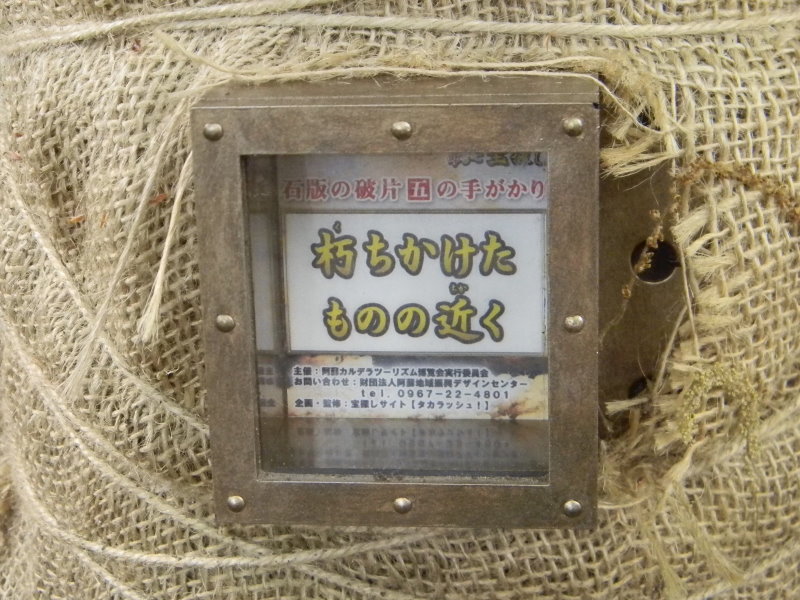 石版の破片五の手がかり
朽ちかけた
ものの近く
主催：阿蘇カルデラツーリズム博覧会実行委員会
お問い合わせ：財団法人阿蘇地域振興デザインセンター
tel. 0967-22-4801
企画・監修：宝探しサイト【タカラッシュ！】